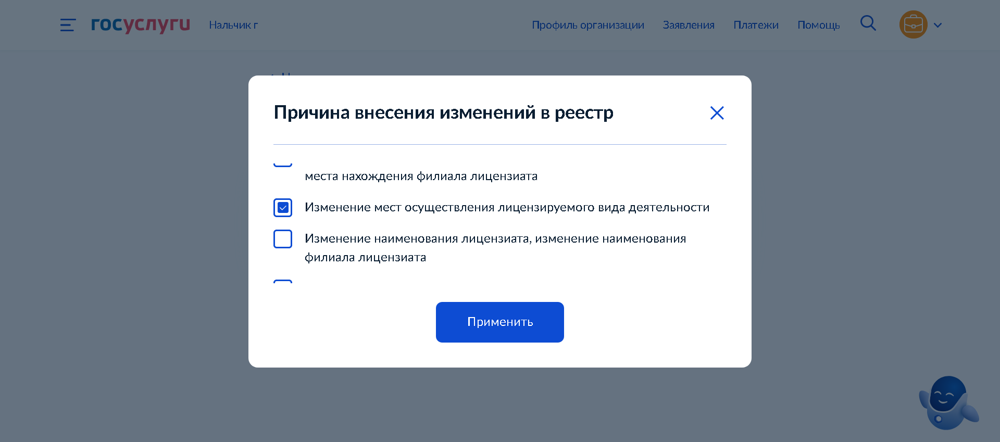 госуслуги
Нальчик г
Профиль организации
Заявления
Платежи
Помощь
Причина внесения изменений в реестр
места нахождения филиала лицензиата
Изменение мест осуществления лицензируемого вида деятельности
Изменение наименования лицензиата, изменение наименования
филиала лицензиата
Применить